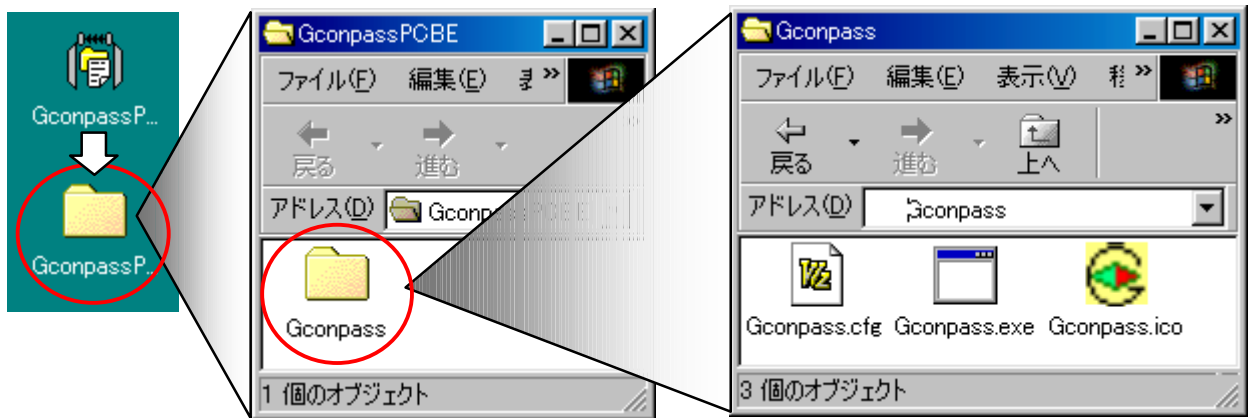 GconpassP...
GconpassP..
GconpassPCBE
ファイル(F) 編集(E)
戻る 進む
アドレス(D) GconpassPCBE
Gconpass
1 個のオブジェクト
Gconpass
ファイル(F) 編集(E) 表示(V)
戻る 進む 上へ
アドレス(D) Gconpass
Gconpass.cfg Gconpass.exe Gconpass.ico
3 個のオブジェクト